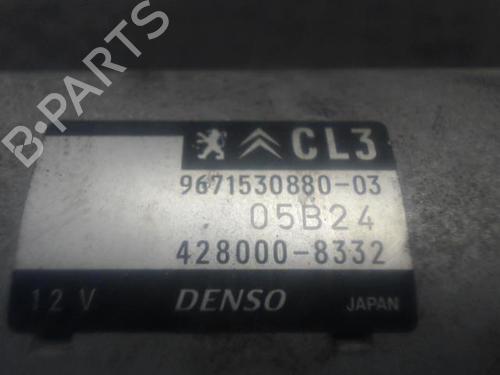 CL3
9671530880-03
05B24
428000-8332
12 V DENSO JAPAN
B-PARTS